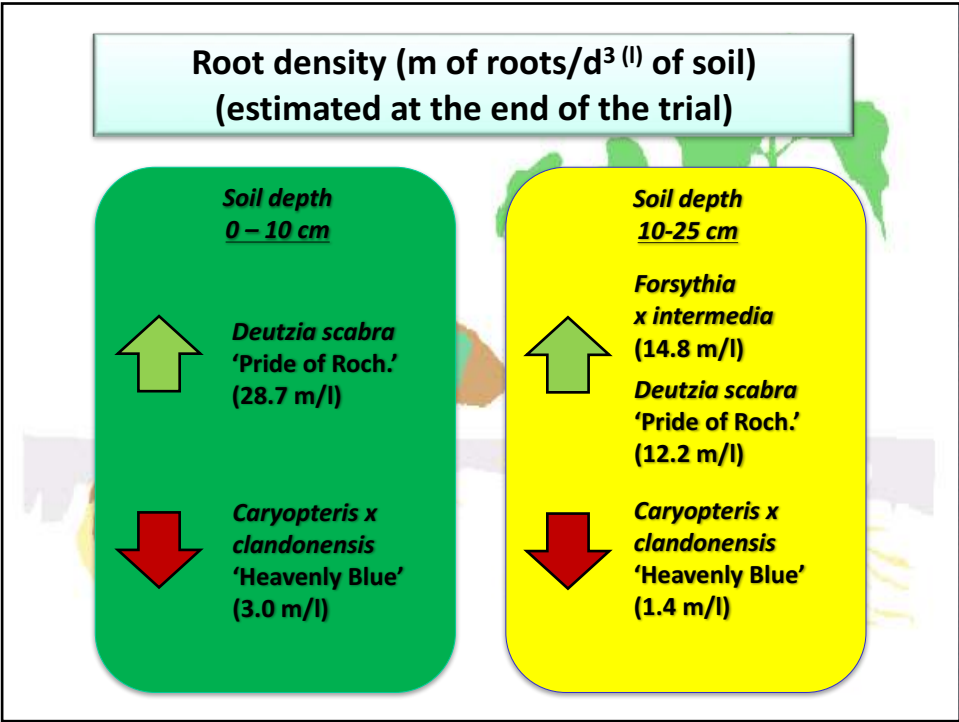 Root density (m of roots/d³ ⁽ˡ⁾ of soil)
(estimated at the end of the trial)
Soil depth
0 – 10 cm
Deutzia scabra
‘Pride of Roch.’
(28.7 m/l)
Caryopteris x
clandonensis
‘Heavenly Blue’
(3.0 m/l)
Soil depth
10-25 cm
Forsythia
x intermedia
(14.8 m/l)
Deutzia scabra
‘Pride of Roch.’
(12.2 m/l)
Caryopteris x
clandonensis
‘Heavenly Blue’
(1.4 m/l)